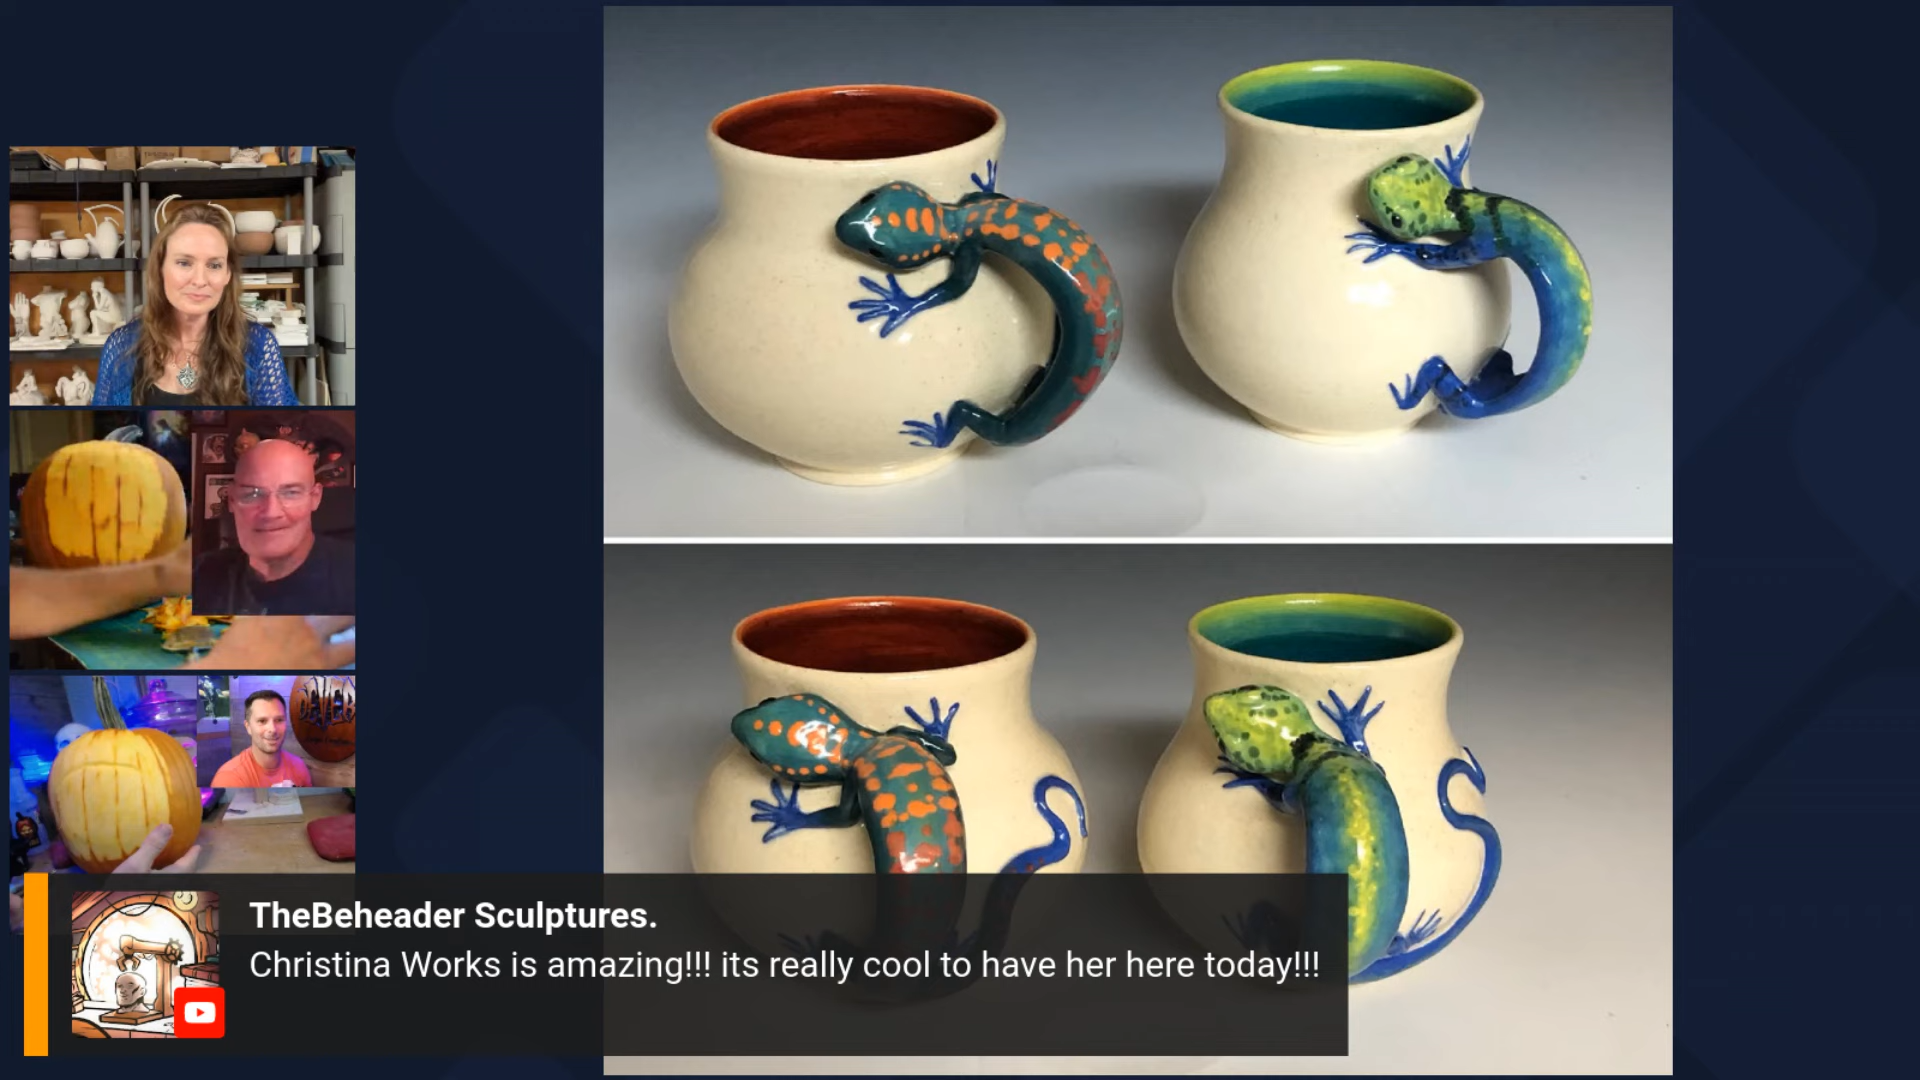 TheBeheader Sculptures.
Christina Works is amazing!!! its really cool to have her here today!!!